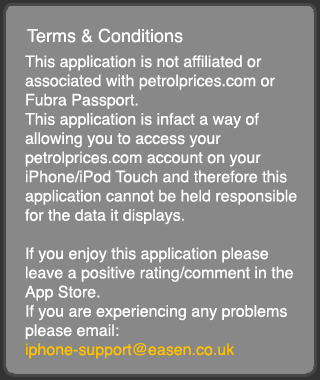 Terms & Conditions
This application is not affiliated or
associated with petrolprices.com or
Fubra Passport.
This application is infact a way of
allowing you to access your
petrolprices.com account on your
iPhone/iPod Touch and therefore this
application cannot be held responsible
for the data it displays.
If you enjoy this application please
leave a positive rating/comment in the
App Store.
If you are experiencing any problems
please email:
iphone-support@easen.co.uk